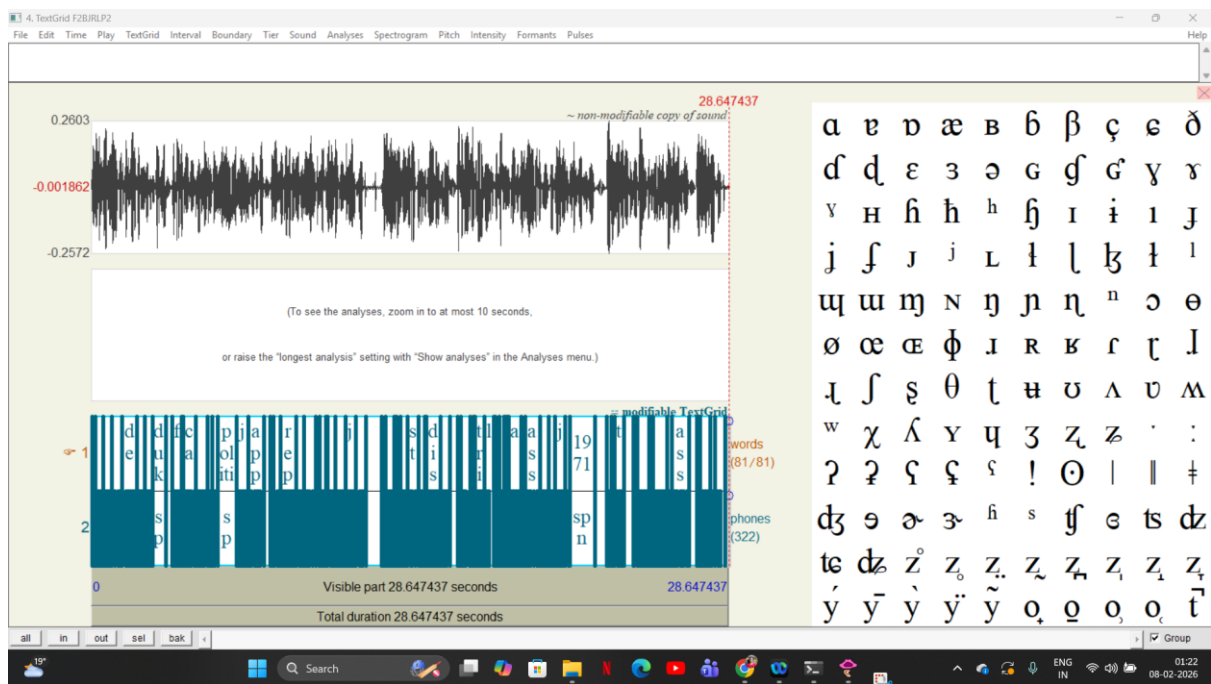 4. TextGrid F2BJRLP2
File Edit Time Play TextGrid Interval Boundary Tier Sound Analyses Spectrogram Pitch Intensity Formants Pulses Help
28.647437
~ non-modifiable copy of sound
0.2603
-0.001862
-0.2572
(To see the analyses, zoom in to at most 10 seconds,
or raise the "longest analysis" setting with "Show analyses" in the Analyses menu.)
~ modifiable TextGrid
1
words
(81/81)
1971
2
sp
sp
spn
phones
(322)
0 Visible part 28.647437 seconds 28.647437
Total duration 28.647437 seconds
ɑ ɐ ɒ æ ʙ ɓ β ç ɕ ð
ɗ ɖ ɛ ɜ ə ɢ ɠ ʛ ɣ ɤ
ˠ ʜ ɦ ħ ʰ ɧ ɪ ɨ ı ɟ
ʝ ʄ ᴊ ʲ ʟ ɫ ɭ ɮ ɬ ˡ
ɰ ɯ ɱ ɴ ŋ ɲ ɳ ⁿ ɔ ɵ
ø œ ɶ ɸ ɹ ʀ ʁ ɾ ɽ ɺ
ɻ ʃ ʂ θ ʈ ʉ ʊ ʌ ʋ ʍ
ʷ χ ʎ ʏ ɥ ʒ ʐ ʑ ˑ ː
ʔ ʡ ʕ ʢ ˤ ! ʘ ǀ ǁ ǂ
ʤ ɘ ɚ ɝ ʱ ˢ ʧ ɞ ʦ ʣ
ʨ ʥ z̊ z̥ z̤ z̰ z̪ z̩ z̺ z̻
ý ȳ ỳ ÿ ỹ o̟ o̠ o̹ o̜ t̚
all in out sel bak Group
19°
Search
ENG
IN
01:22
08-02-2026